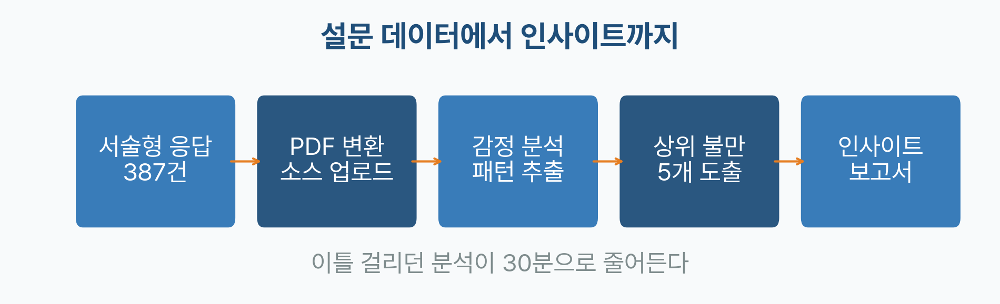 설문 데이터에서 인사이트까지
서술형 응답
387건
PDF 변환
소스 업로드
감정 분석
패턴 추출
상위 불만
5개 도출
인사이트
보고서
이틀 걸리던 분석이 30분으로 줄어든다